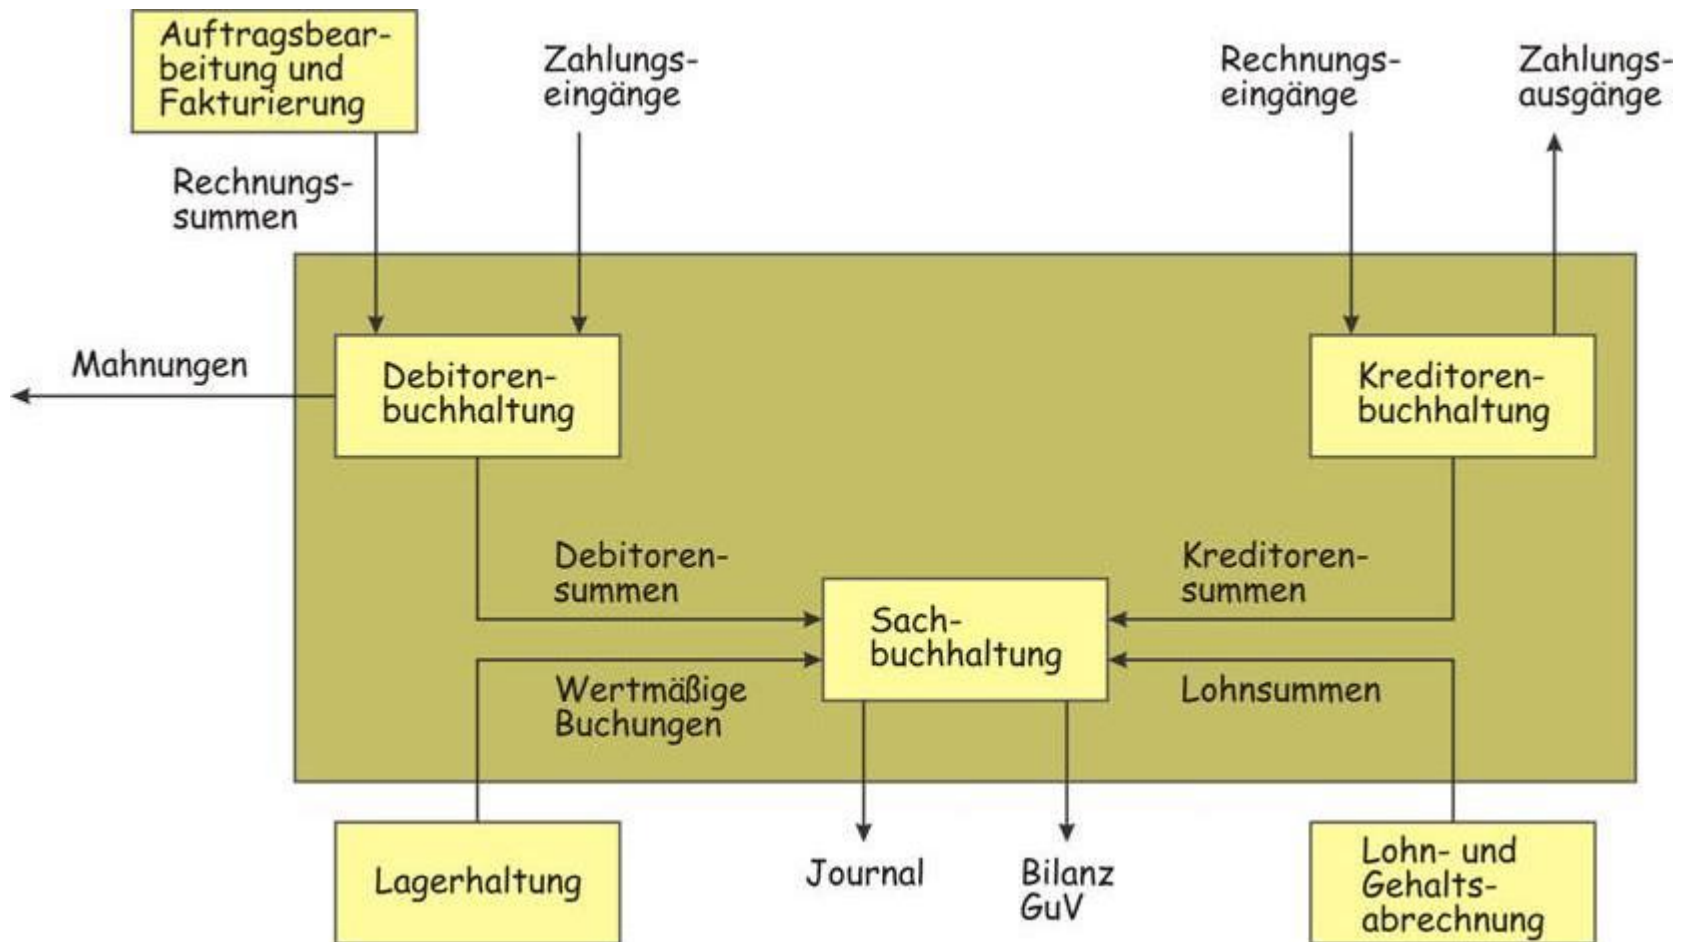 Auftragsbear-
beitung und
Fakturierung
Zahlungs-
eingänge
Rechnungs-
eingänge
Zahlungs-
ausgänge
Rechnungs-
summen
Mahnungen
Debitoren-
buchhaltung
Kreditoren-
buchhaltung
Debitoren-
summen
Kreditoren-
summen
Sach-
buchhaltung
Wertmäßige
Buchungen
Lohnsummen
Lagerhaltung
Journal
Bilanz
GuV
Lohn- und
Gehalts-
abrechnung